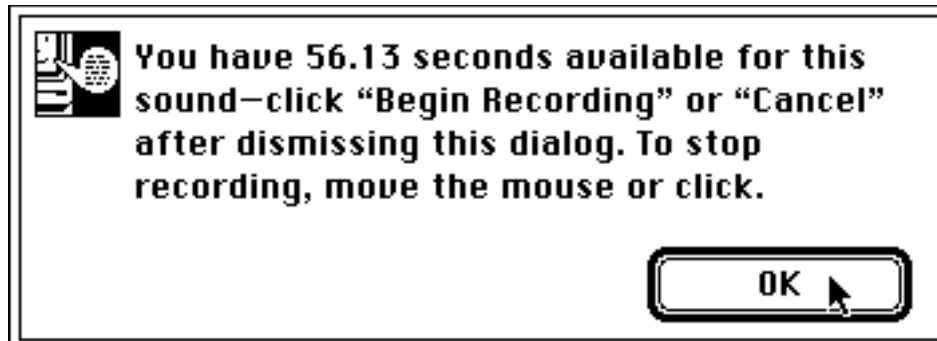 You have 56.13 seconds available for this
sound—click “Begin Recording” or “Cancel”
after dismissing this dialog. To stop
recording, move the mouse or click.
OK